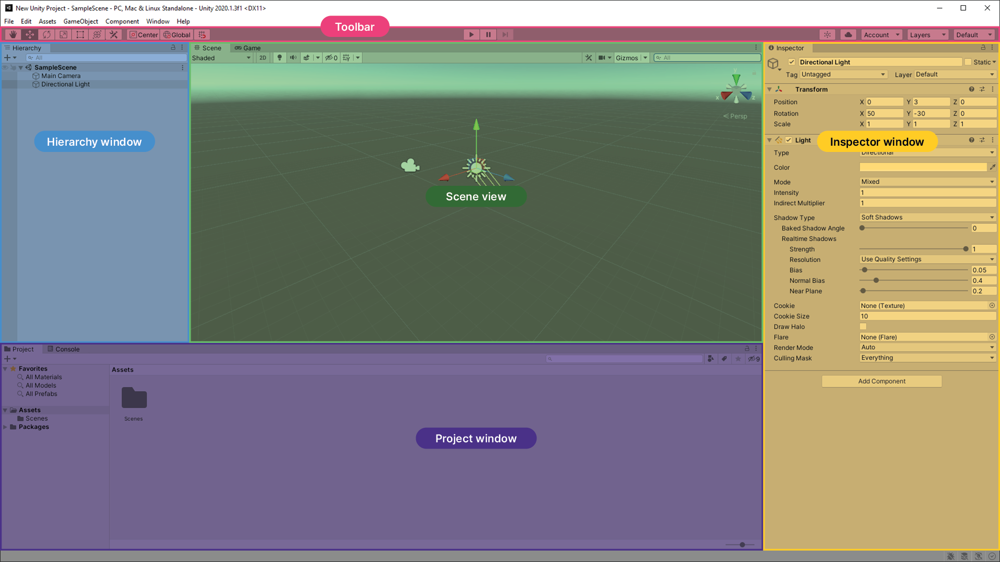 New Unity Project - SampleScene - PC, Mac & Linux Standalone - Unity 2020.1.3f1 <DX11>
File Edit Assets GameObject Component Window Help
Toolbar
Center Global Account Layers Default
Hierarchy
All
SampleScene
Main Camera
Directional Light
Hierarchy window
Scene Game
Shaded 2D 0 Gizmos All
y
x z
Persp
Scene view
Inspector
Directional Light Static
Tag Untagged Layer Default
Transform
Position X 0 Y 3 Z 0
Rotation X 50 Y -30 Z 0
Scale X 1 Y 1 Z 1
Light
Inspector window
Type Directional
Color
Mode Mixed
Intensity 1
Indirect Multiplier 1
Shadow Type Soft Shadows
Baked Shadow Angle 0
Realtime Shadows
Strength 1
Resolution Use Quality Settings
Bias 0.05
Normal Bias 0.4
Near Plane 0.2
Cookie None (Texture)
Cookie Size 10
Draw Halo
Flare None (Flare)
Render Mode Auto
Culling Mask Everything
Add Component
Project Console
9
Favorites
All Materials
All Models
All Prefabs
Assets
Scenes
Packages
Assets
Scenes
Project window